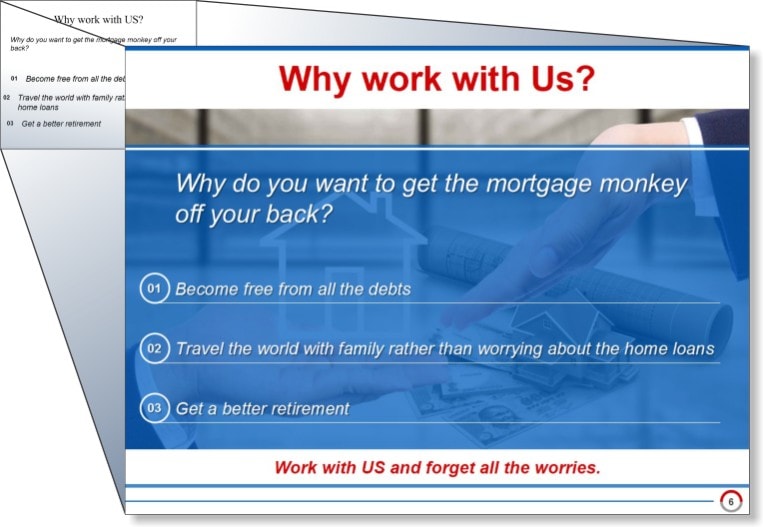 Why work with US?
Why do you want to get the mortgage monkey off your
back?
01 Become free from all the
02 Travel the world with family
home loans
03 Get a better retirement
Why work with Us?
Why do you want to get the mortgage monkey
off your back?
01 Become free from all the debts
02 Travel the world with family rather than worrying about the home loans
03 Get a better retirement
Work with US and forget all the worries.
6